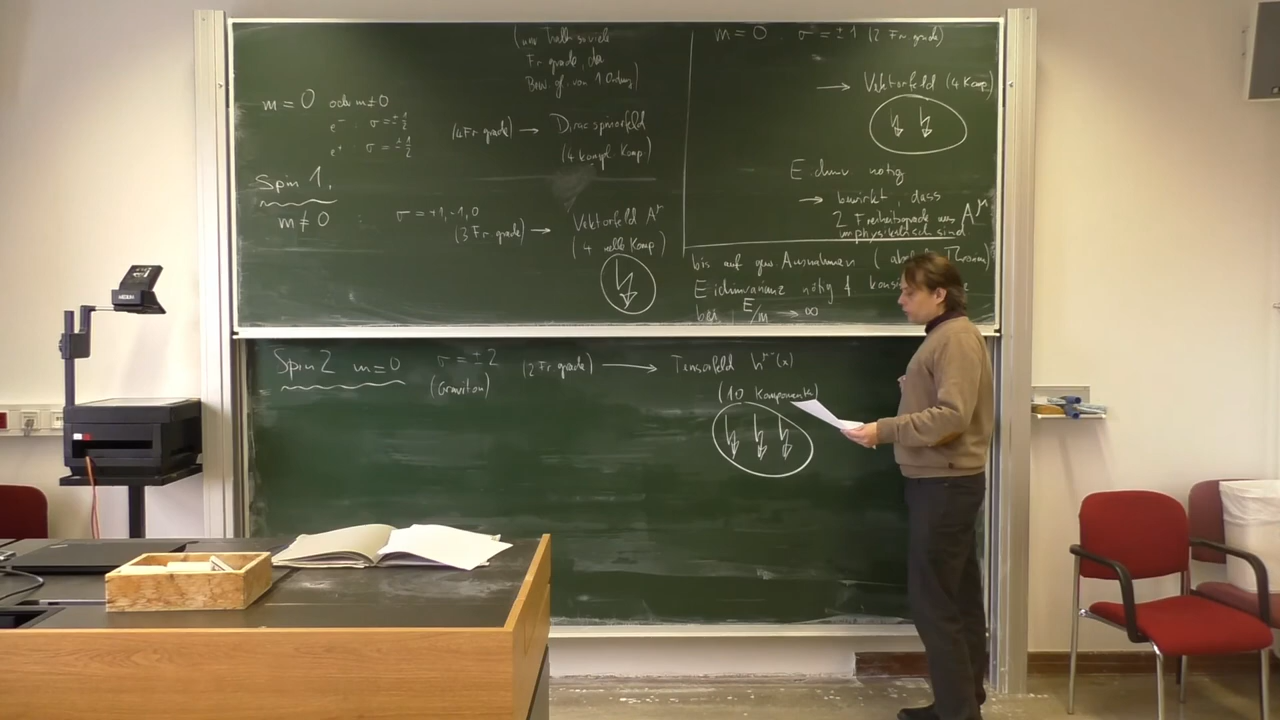 (nur halb soviele
Fr.grade, da
Bew.gl. von 1. Ordnung)
m = 0 oder m ≠ 0
e⁻ : σ = ± 1/2
e⁺ : σ = ± 1/2
(4 Fr.grade) → Dirac spinorfeld
(4 kompl. Komp.)
Spin 1,
m ≠ 0 : σ = +1, -1, 0
(3 Fr.grade) → Vektorfeld A^μ
(4 reelle Komp)
m = 0 : σ = ± 1 (2 Fr.grade)
→ Vektorfeld (4 Komp.)
Eichinv nötig
→ bewirkt, dass
2 Freiheitsgrade aus A^μ
unphysikalisch sind
bis auf gew. Ausnahmen
Eichinvarianz nötig f.
bei E/m → ∞
Spin 2 m = 0 σ = ± 2 (2 Fr.grade) → Tensorfeld h^μν(x)
(Graviton) (10 Komponenten)